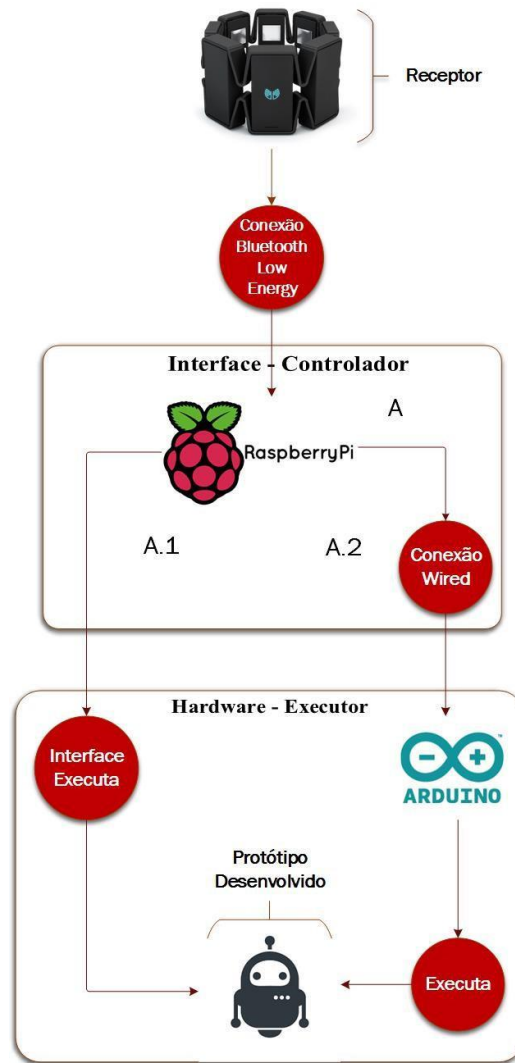 Receptor
Conexão
Bluetooth
Low
Energy
Interface - Controlador
A
RaspberryPi
A.1
A.2
Conexão
Wired
Hardware - Executor
Interface
Executa
ARDUINO
TM
Protótipo
Desenvolvido
Executa